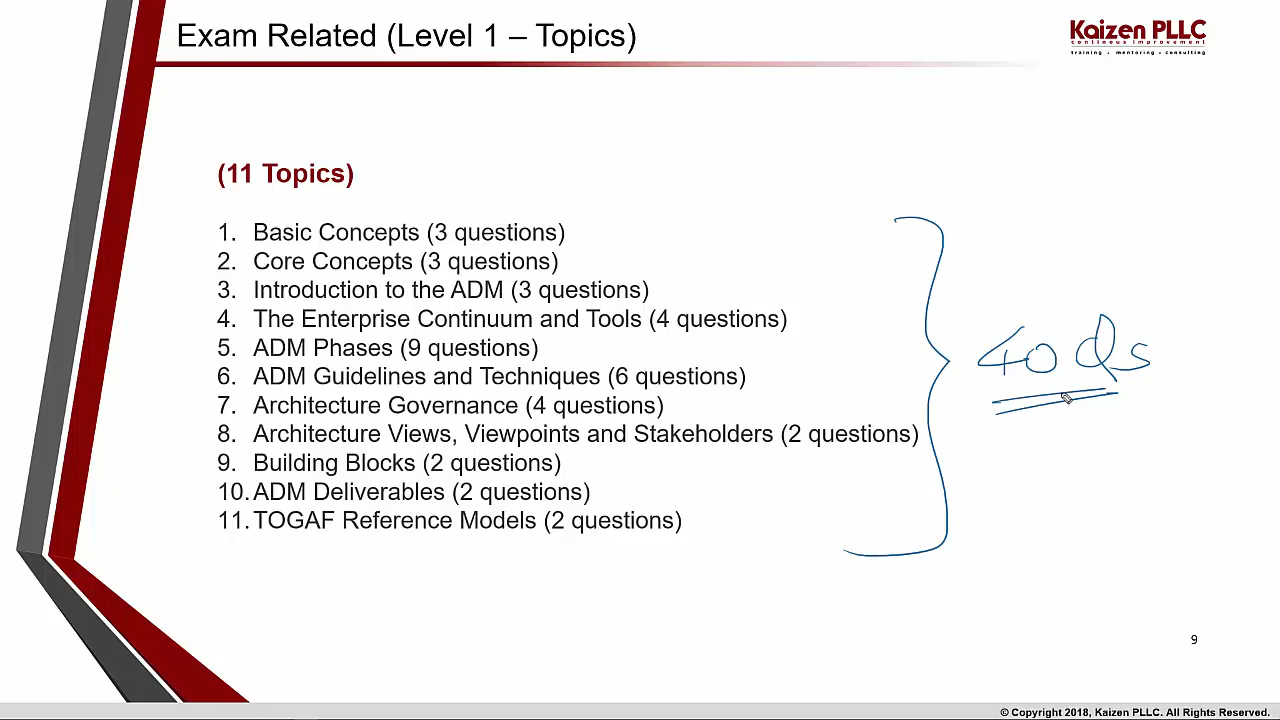 Exam Related (Level 1 – Topics)
Kaizen PLLC
continous improvement
training • mentoring • consulting
(11 Topics)
1. Basic Concepts (3 questions)
2. Core Concepts (3 questions)
3. Introduction to the ADM (3 questions)
4. The Enterprise Continuum and Tools (4 questions)
5. ADM Phases (9 questions)
6. ADM Guidelines and Techniques (6 questions)
7. Architecture Governance (4 questions)
8. Architecture Views, Viewpoints and Stakeholders (2 questions)
9. Building Blocks (2 questions)
10. ADM Deliverables (2 questions)
11. TOGAF Reference Models (2 questions)
40 Qs
9
© Copyright 2018, Kaizen PLLC. All Rights Reserved.